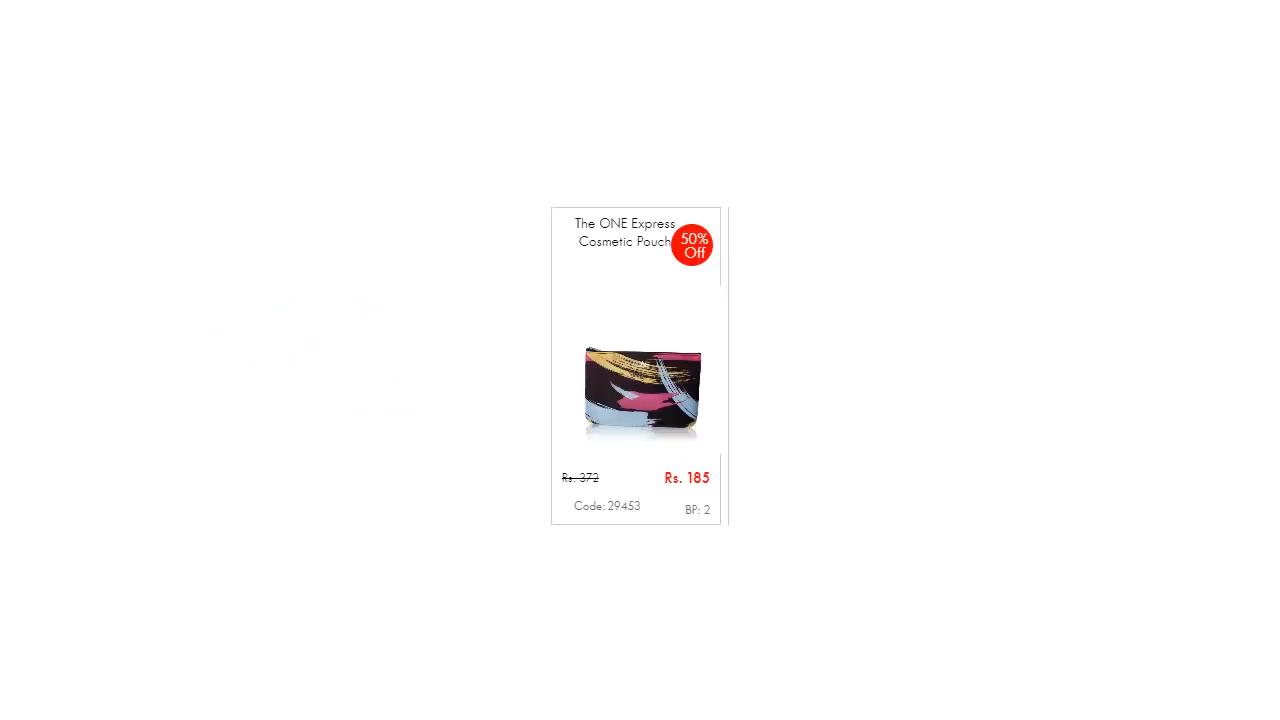 The ONE Express
Cosmetic Pouch
50%
Off
Rs. 372
Rs. 185
Code: 29453
BP: 2